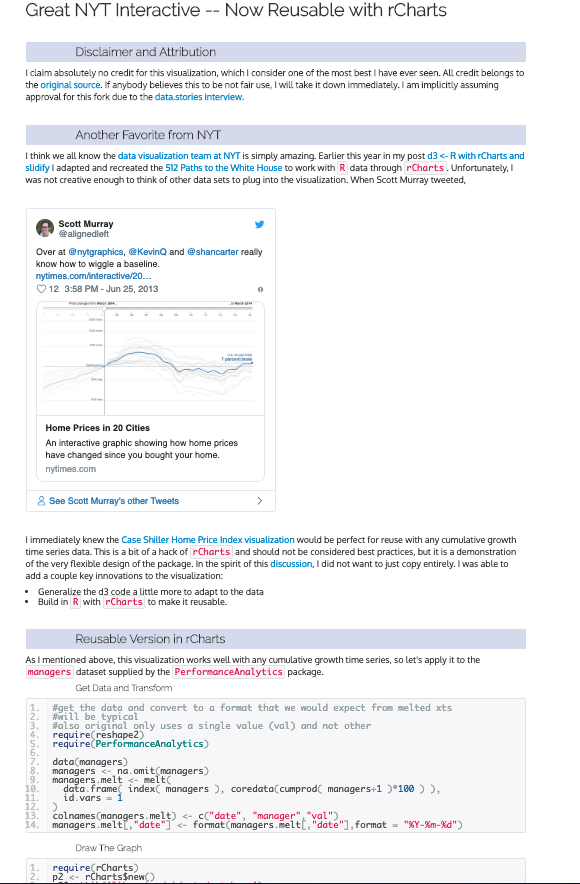 Great NYT Interactive -- Now Reusable with rCharts
Disclaimer and Attribution
I claim absolutely no credit for this visualization, which I consider one of the most best I have ever seen. All credit belongs to
the original source. If anybody believes this to be not fair use, I will take it down immediately. I am implicitly assuming
approval for this fork due to the data.stories interview.
Another Favorite from NYT
I think we all know the data visualization team at NYT is simply amazing. Earlier this year in my post d3 <- R with rCharts and
slidify I adapted and recreated the 512 Paths to the White House to work with R data through rCharts. Unfortunately, I
was not creative enough to think of other data sets to plug into the visualization. When Scott Murray tweeted,
Scott Murray
@alignedleft
Over at @nytgraphics, @KevinQ and @shancarter really
know how to wiggle a baseline.
nytimes.com/interactive/20…
12 3:58 PM - Jun 25, 2013
7 percent more
Home Prices in 20 Cities
An interactive graphic showing how home prices
have changed since you bought your home.
nytimes.com
See Scott Murray's other Tweets
I immediately knew the Case Shiller Home Price Index visualization would be perfect for reuse with any cumulative growth
time series data. This is a bit of a hack of rCharts and should not be considered best practices, but it is a demonstration
of the very flexible design of the package. In the spirit of this discussion, I did not want to just copy entirely. I was able to
add a couple key innovations to the visualization:
• Generalize the d3 code a little more to adapt to the data
• Build in R with rCharts to make it reusable.
Reusable Version in rCharts
As I mentioned above, this visualization works well with any cumulative growth time series, so let's apply it to the
managers dataset supplied by the PerformanceAnalytics package.
Get Data and Transform
1. #get the data and convert to a format that we would expect from melted xts
2. #will be typical
3. #also original only uses a single value (val) and not other
4. require(reshape2)
5. require(PerformanceAnalytics)
6.
7. data(managers)
8. managers <- na.omit(managers)
9. managers.melt <- melt(
10. data.frame( index( managers ), coredata(cumprod( managers+1 )*100 ) ),
11. id.vars = 1
12. )
13. colnames(managers.melt) <- c("date", "manager","val")
14. managers.melt[,"date"] <- format(managers.melt[,"date"],format = "%Y-%m-%d")
Draw The Graph
1. require(rCharts)
2. p2 <- rCharts$new()